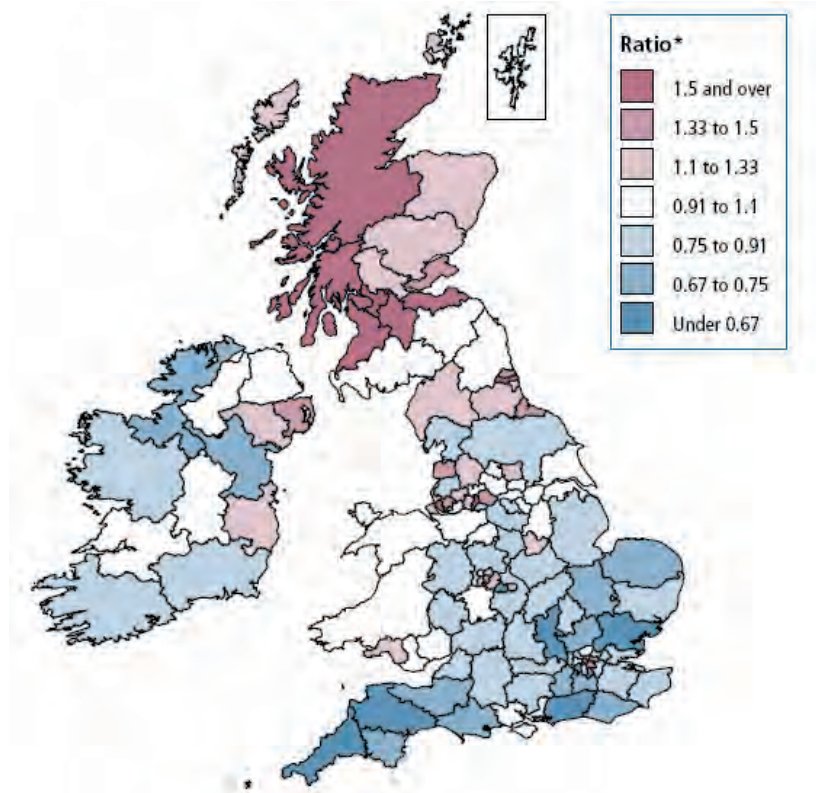 Ratio*
1.5 and over
1.33 to 1.5
1.1 to 1.33
0.91 to 1.1
0.75 to 0.91
0.67 to 0.75
Under 0.67